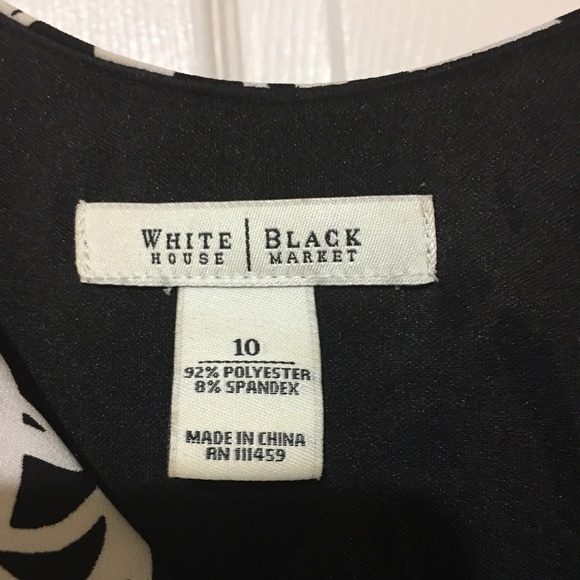 WHITE | BLACK
HOUSE | MARKET
10
92% POLYESTER
8% SPANDEX
MADE IN CHINA
RN 111459